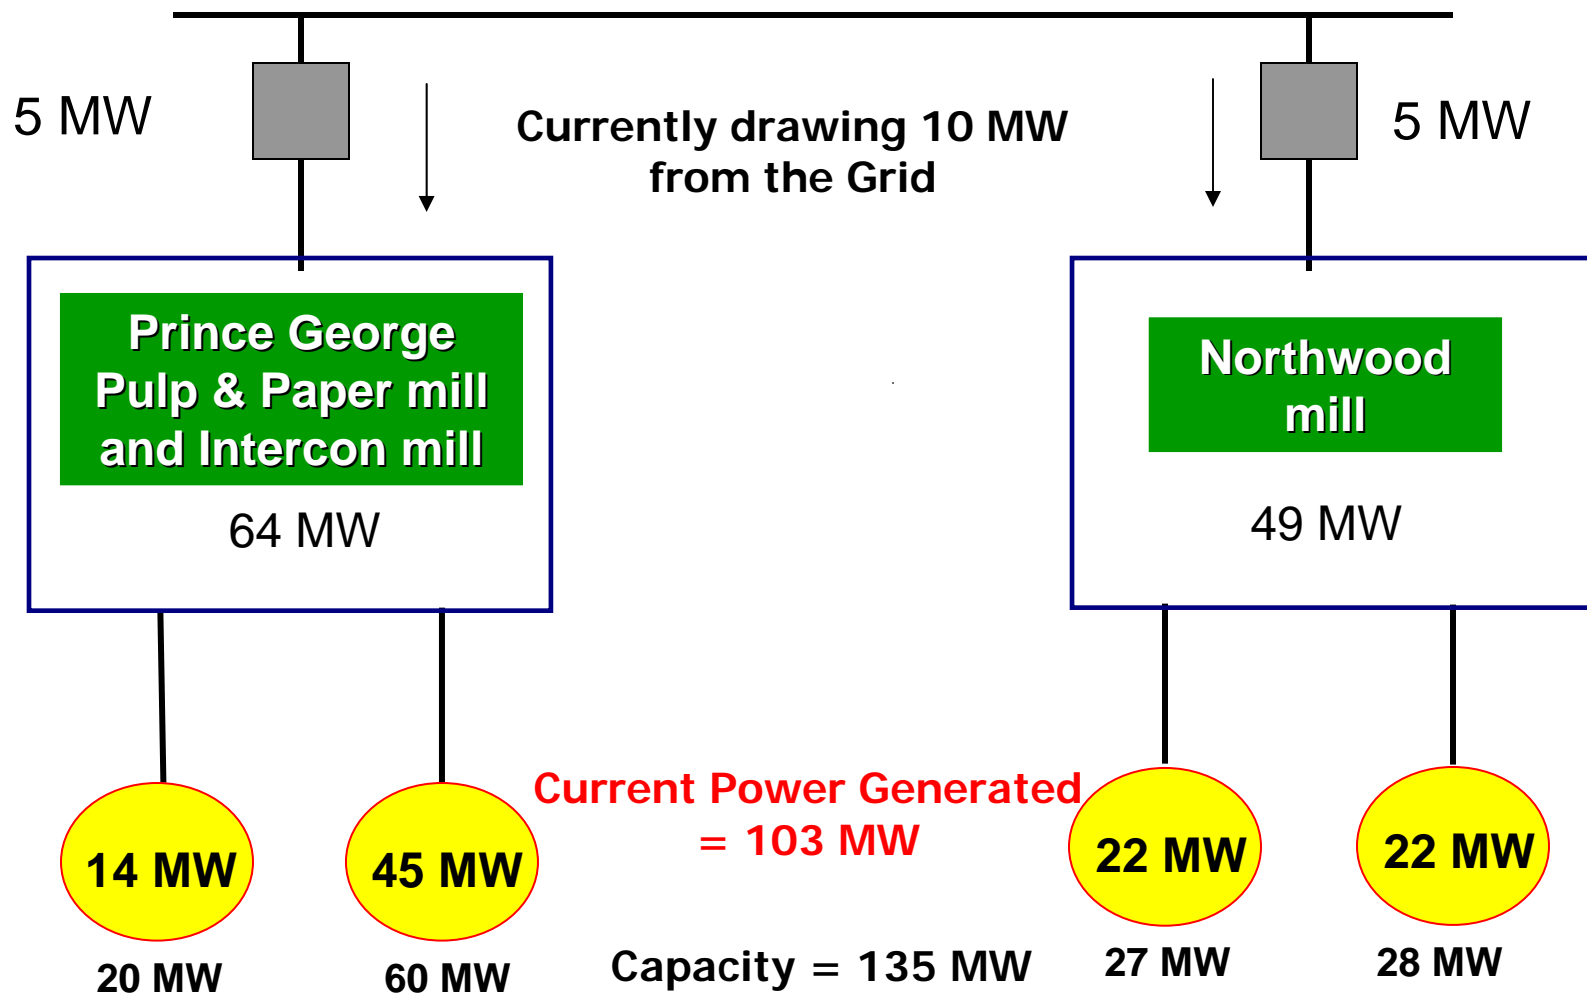 5 MW
Currently drawing 10 MW
from the Grid
5 MW
Prince George
Pulp & Paper mill
and Intercon mill
64 MW
Northwood
mill
49 MW
Current Power Generated
= 103 MW
14 MW
45 MW
22 MW
22 MW
20 MW
60 MW
Capacity = 135 MW
27 MW
28 MW